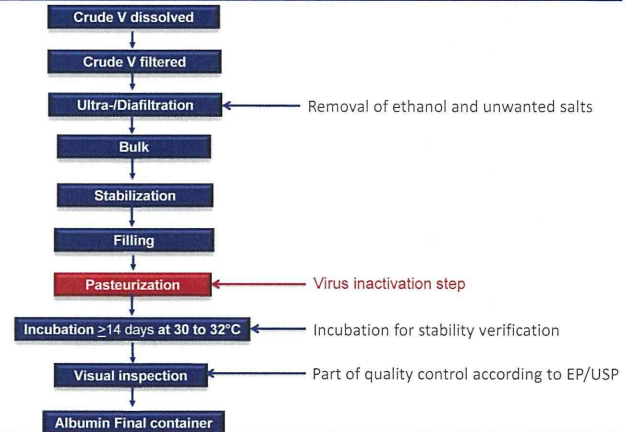 Crude V dissolved
Crude V filtered
Ultra-/Diafiltration
Removal of ethanol and unwanted salts
Bulk
Stabilization
Filling
Pasteurization
Virus inactivation step
Incubation ≥14 days at 30 to 32°C
Incubation for stability verification
Visual inspection
Part of quality control according to EP/USP
Albumin Final container